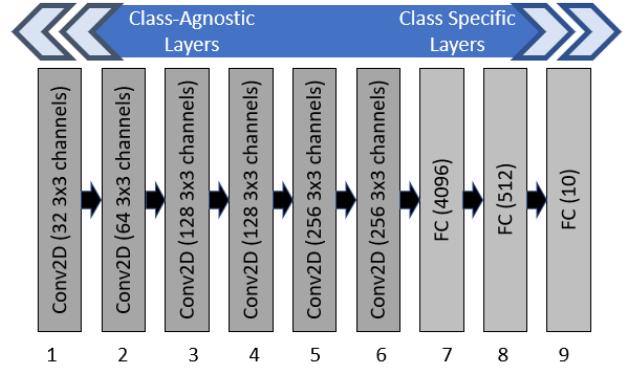 Class-Agnostic
Layers
Class Specific
Layers
Conv2D (32 3x3 channels)
Conv2D (64 3x3 channels)
Conv2D (128 3x3 channels)
Conv2D (128 3x3 channels)
Conv2D (256 3x3 channels)
Conv2D (256 3x3 channels)
FC (4096)
FC (512)
FC (10)
1 2 3 4 5 6 7 8 9